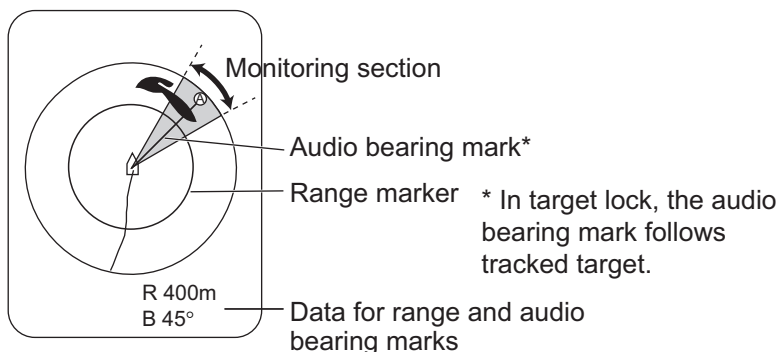 Monitoring section
A
Audio bearing mark*
Range marker
* In target lock, the audio
bearing mark follows
tracked target.
R 400m
B 45°
Data for range and audio
bearing marks